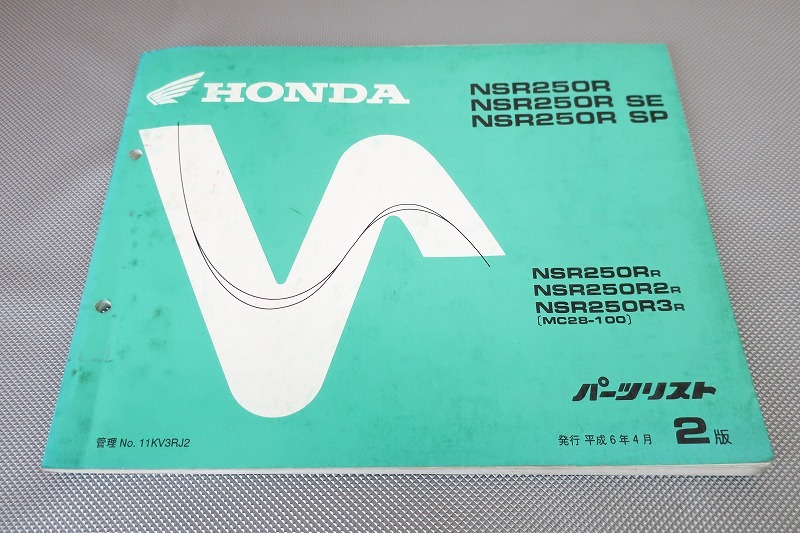 HONDA
NSR250R
NSR250R SE
NSR250R SP
NSR250RR
NSR250R2R
NSR250R3R
〔MC28-100〕
パーツリスト
管理 No. 11KV3RJ2
発行 平成6年4月 2版